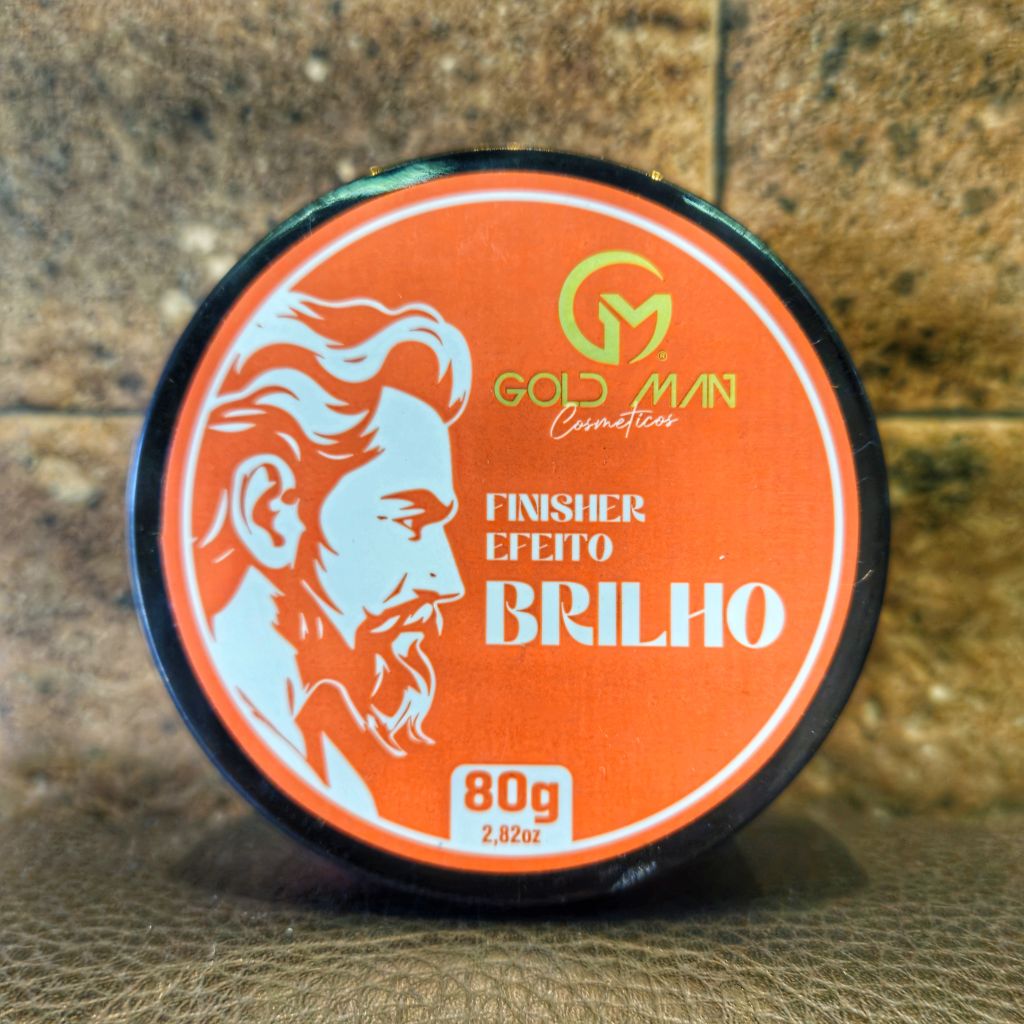 GM
®
GOLD MAN
Cosméticos
FINISHER
EFEITO
BRILHO
80g
2,82oz